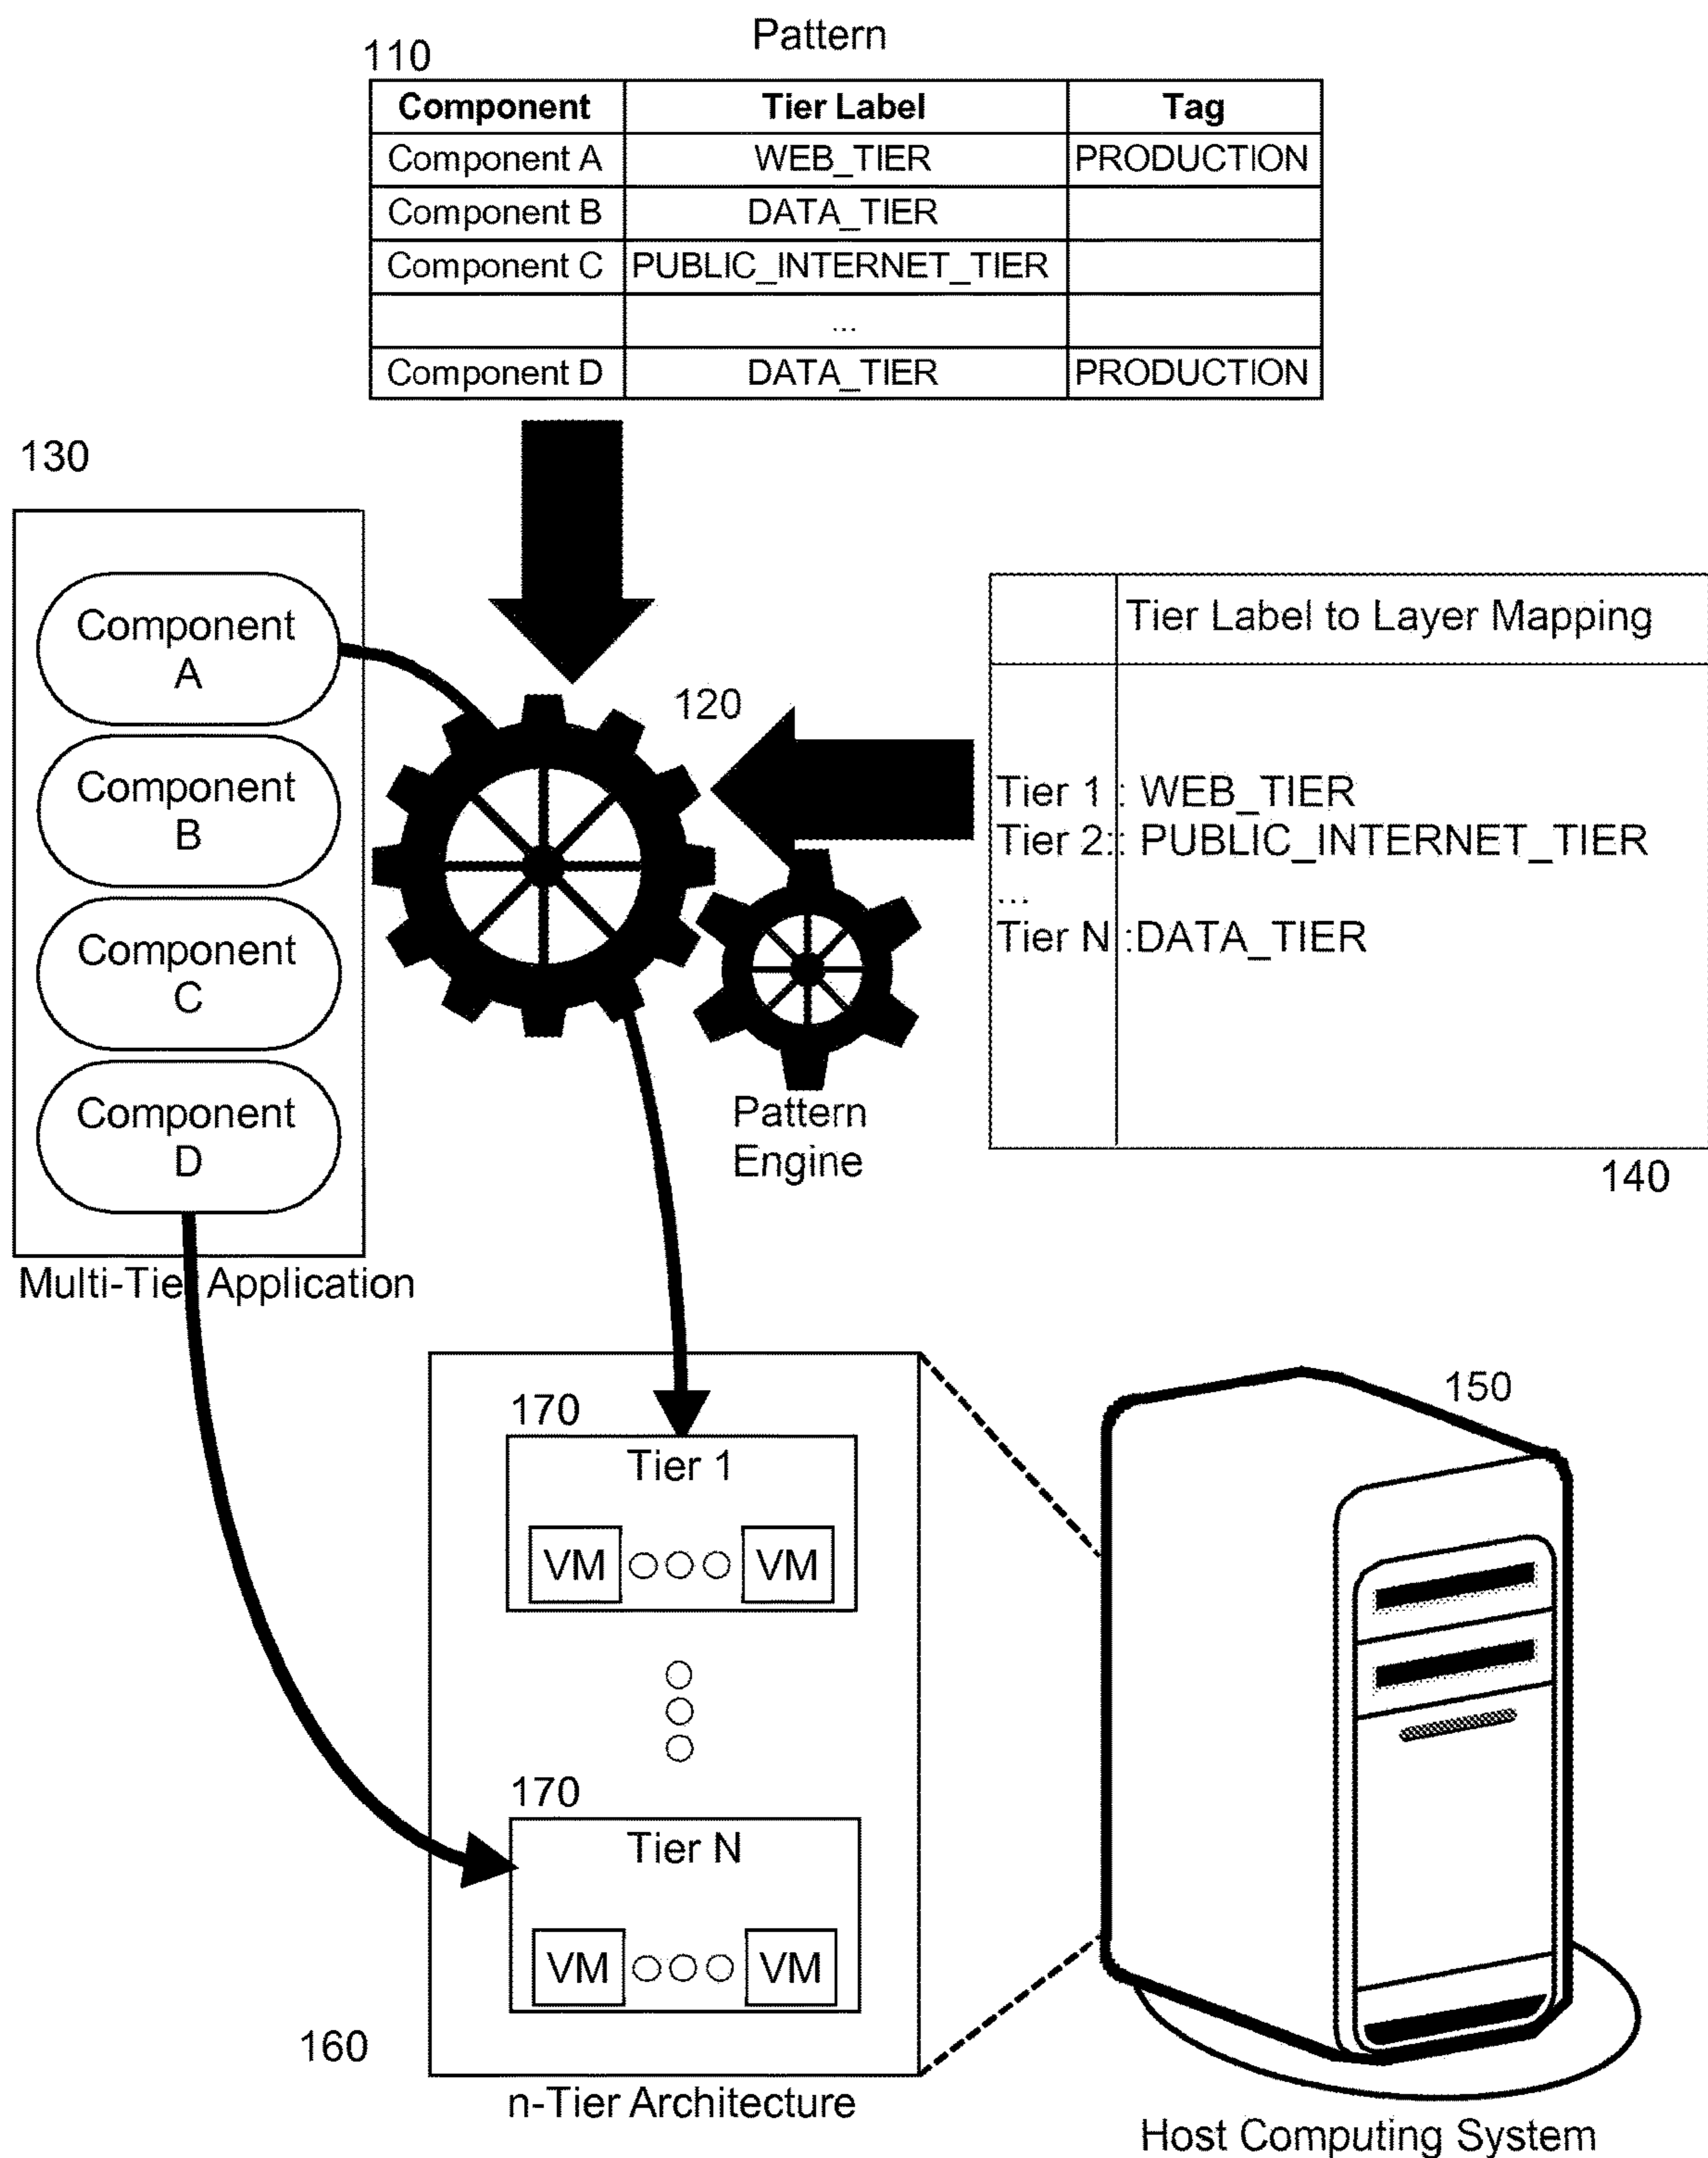 Pattern
110
Component Tier Label Tag
Component A WEB_TIER PRODUCTION
Component B DATA_TIER
Component C PUBLIC_INTERNET_TIER
...
Component D DATA_TIER PRODUCTION
130
Component
A
Component
B
Component
C
Component
D
Multi-Tier Application
120
Pattern
Engine
Tier Label to Layer Mapping
Tier 1 : WEB_TIER
Tier 2: : PUBLIC_INTERNET_TIER
...
Tier N :DATA_TIER
140
170
Tier 1
VM VM
170
Tier N
VM VM
160
n-Tier Architecture
150
Host Computing System